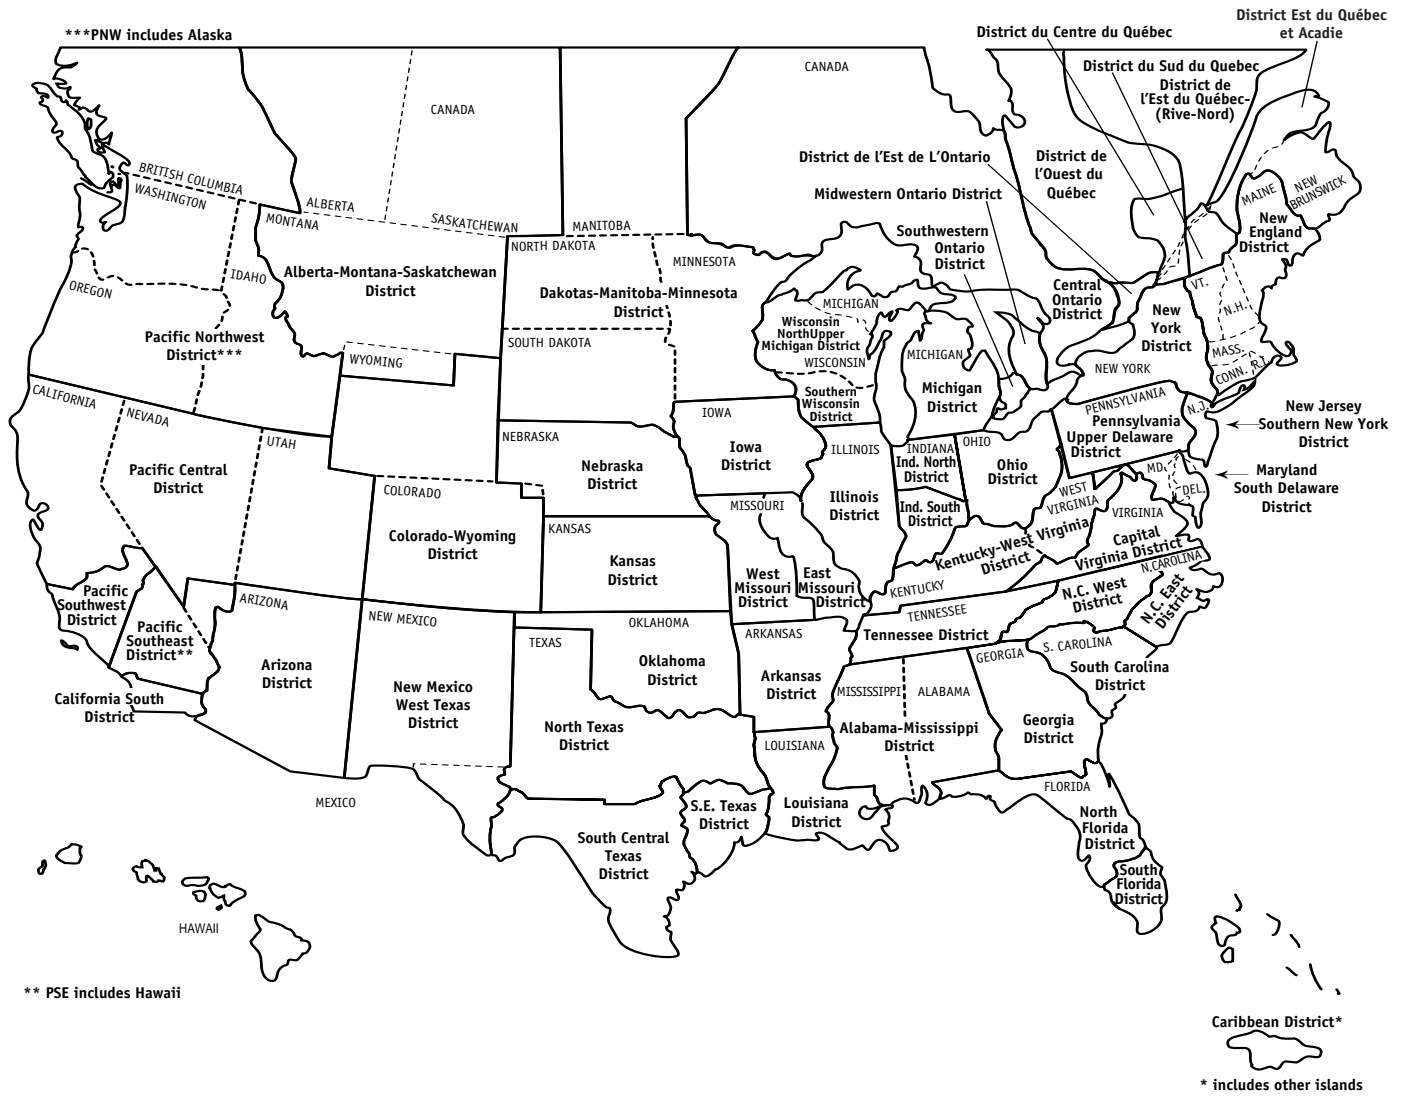 ***PNW includes Alaska
District Est du Québec
et Acadie
District du Centre du Québec
District du Sud du Quebec
District de
l'Est du Québec-
(Rive-Nord)
CANADA
CANADA
District de l'Est de L'Ontario
District de
l'Ouest du
Québec
Midwestern Ontario District
Southwestern
Ontario
District
BRITISH COLUMBIA
WASHINGTON
ALBERTA
MONTANA
SASKATCHEWAN
MANITOBA
NORTH DAKOTA
MINNESOTA
MAINE
NEW
BRUNSWICK
New
England
District
IDAHO
OREGON
Alberta-Montana-Saskatchewan
District
Dakotas-Manitoba-Minnesota
District
Central
Ontario
District
VT.
N.H.
New
York
District
MICHIGAN
Wisconsin
NorthUpper
Michigan District
WISCONSIN
MICHIGAN
Pacific Northwest
District***
WYOMING
SOUTH DAKOTA
MASS.
CONN.
R.I.
NEW YORK
CALIFORNIA
NEVADA
UTAH
Southern
Wisconsin
District
Michigan
District
PENNSYLVANIA
Pennsylvania
Upper Delaware
District
N.J.
New Jersey
Southern New York
District
IOWA
Iowa
District
NEBRASKA
Nebraska
District
ILLINOIS
Illinois
District
INDIANA
Ind. North
District
Ind. South
District
OHIO
Ohio
District
MD.
DEL.
Maryland
South Delaware
District
Pacific Central
District
COLORADO
Colorado-Wyoming
District
KANSAS
Kansas
District
MISSOURI
West
Missouri
District
East
Missouri
District
WEST
VIRGINIA
VIRGINIA
Capital
Virginia District
Kentucky-West Virginia
District
KENTUCKY
N.CAROLINA
N.C. West
District
N.C. East
District
Pacific
Southwest
District
Pacific
Southeast
District**
California South
District
ARIZONA
Arizona
District
NEW MEXICO
New Mexico
West Texas
District
TEXAS
OKLAHOMA
Oklahoma
District
ARKANSAS
Arkansas
District
TENNESSEE
Tennessee District
MISSISSIPPI
ALABAMA
Alabama-Mississippi
District
GEORGIA
Georgia
District
S. CAROLINA
South Carolina
District
North Texas
District
LOUISIANA
Louisiana
District
S.E. Texas
District
South Central
Texas
District
FLORIDA
North
Florida
District
South
Florida
District
MEXICO
HAWAII
** PSE includes Hawaii
Caribbean District*
* includes other islands